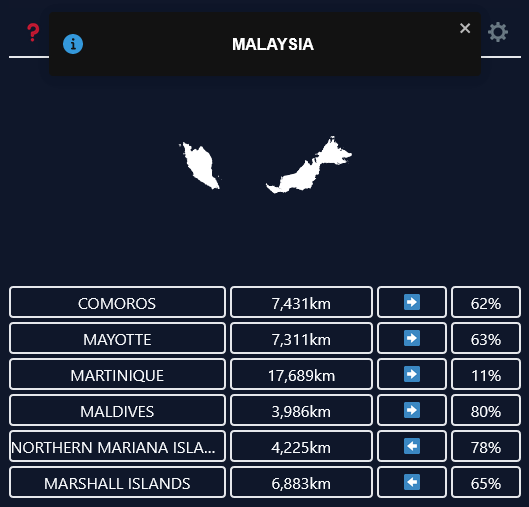 ?
MALAYSIA
COMOROS 7,431km ➡ 62%
MAYOTTE 7,311km ➡ 63%
MARTINIQUE 17,689km ➡ 11%
MALDIVES 3,986km ➡ 80%
NORTHERN MARIANA ISLA... 4,225km ⬅ 78%
MARSHALL ISLANDS 6,883km ⬅ 65%